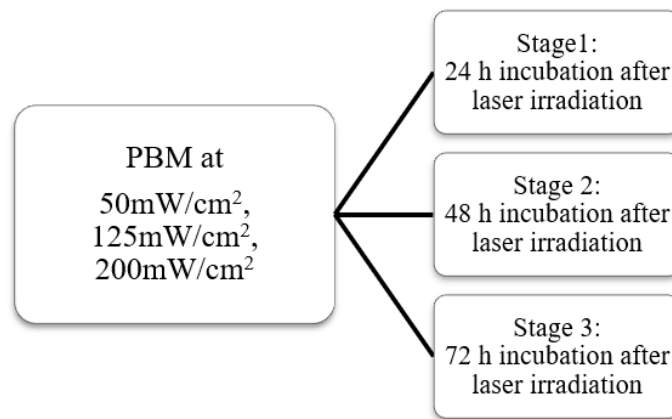 PBM at
50mW/cm²,
125mW/cm²,
200mW/cm²
Stage1:
24 h incubation after
laser irradiation
Stage 2:
48 h incubation after
laser irradiation
Stage 3:
72 h incubation after
laser irradiation